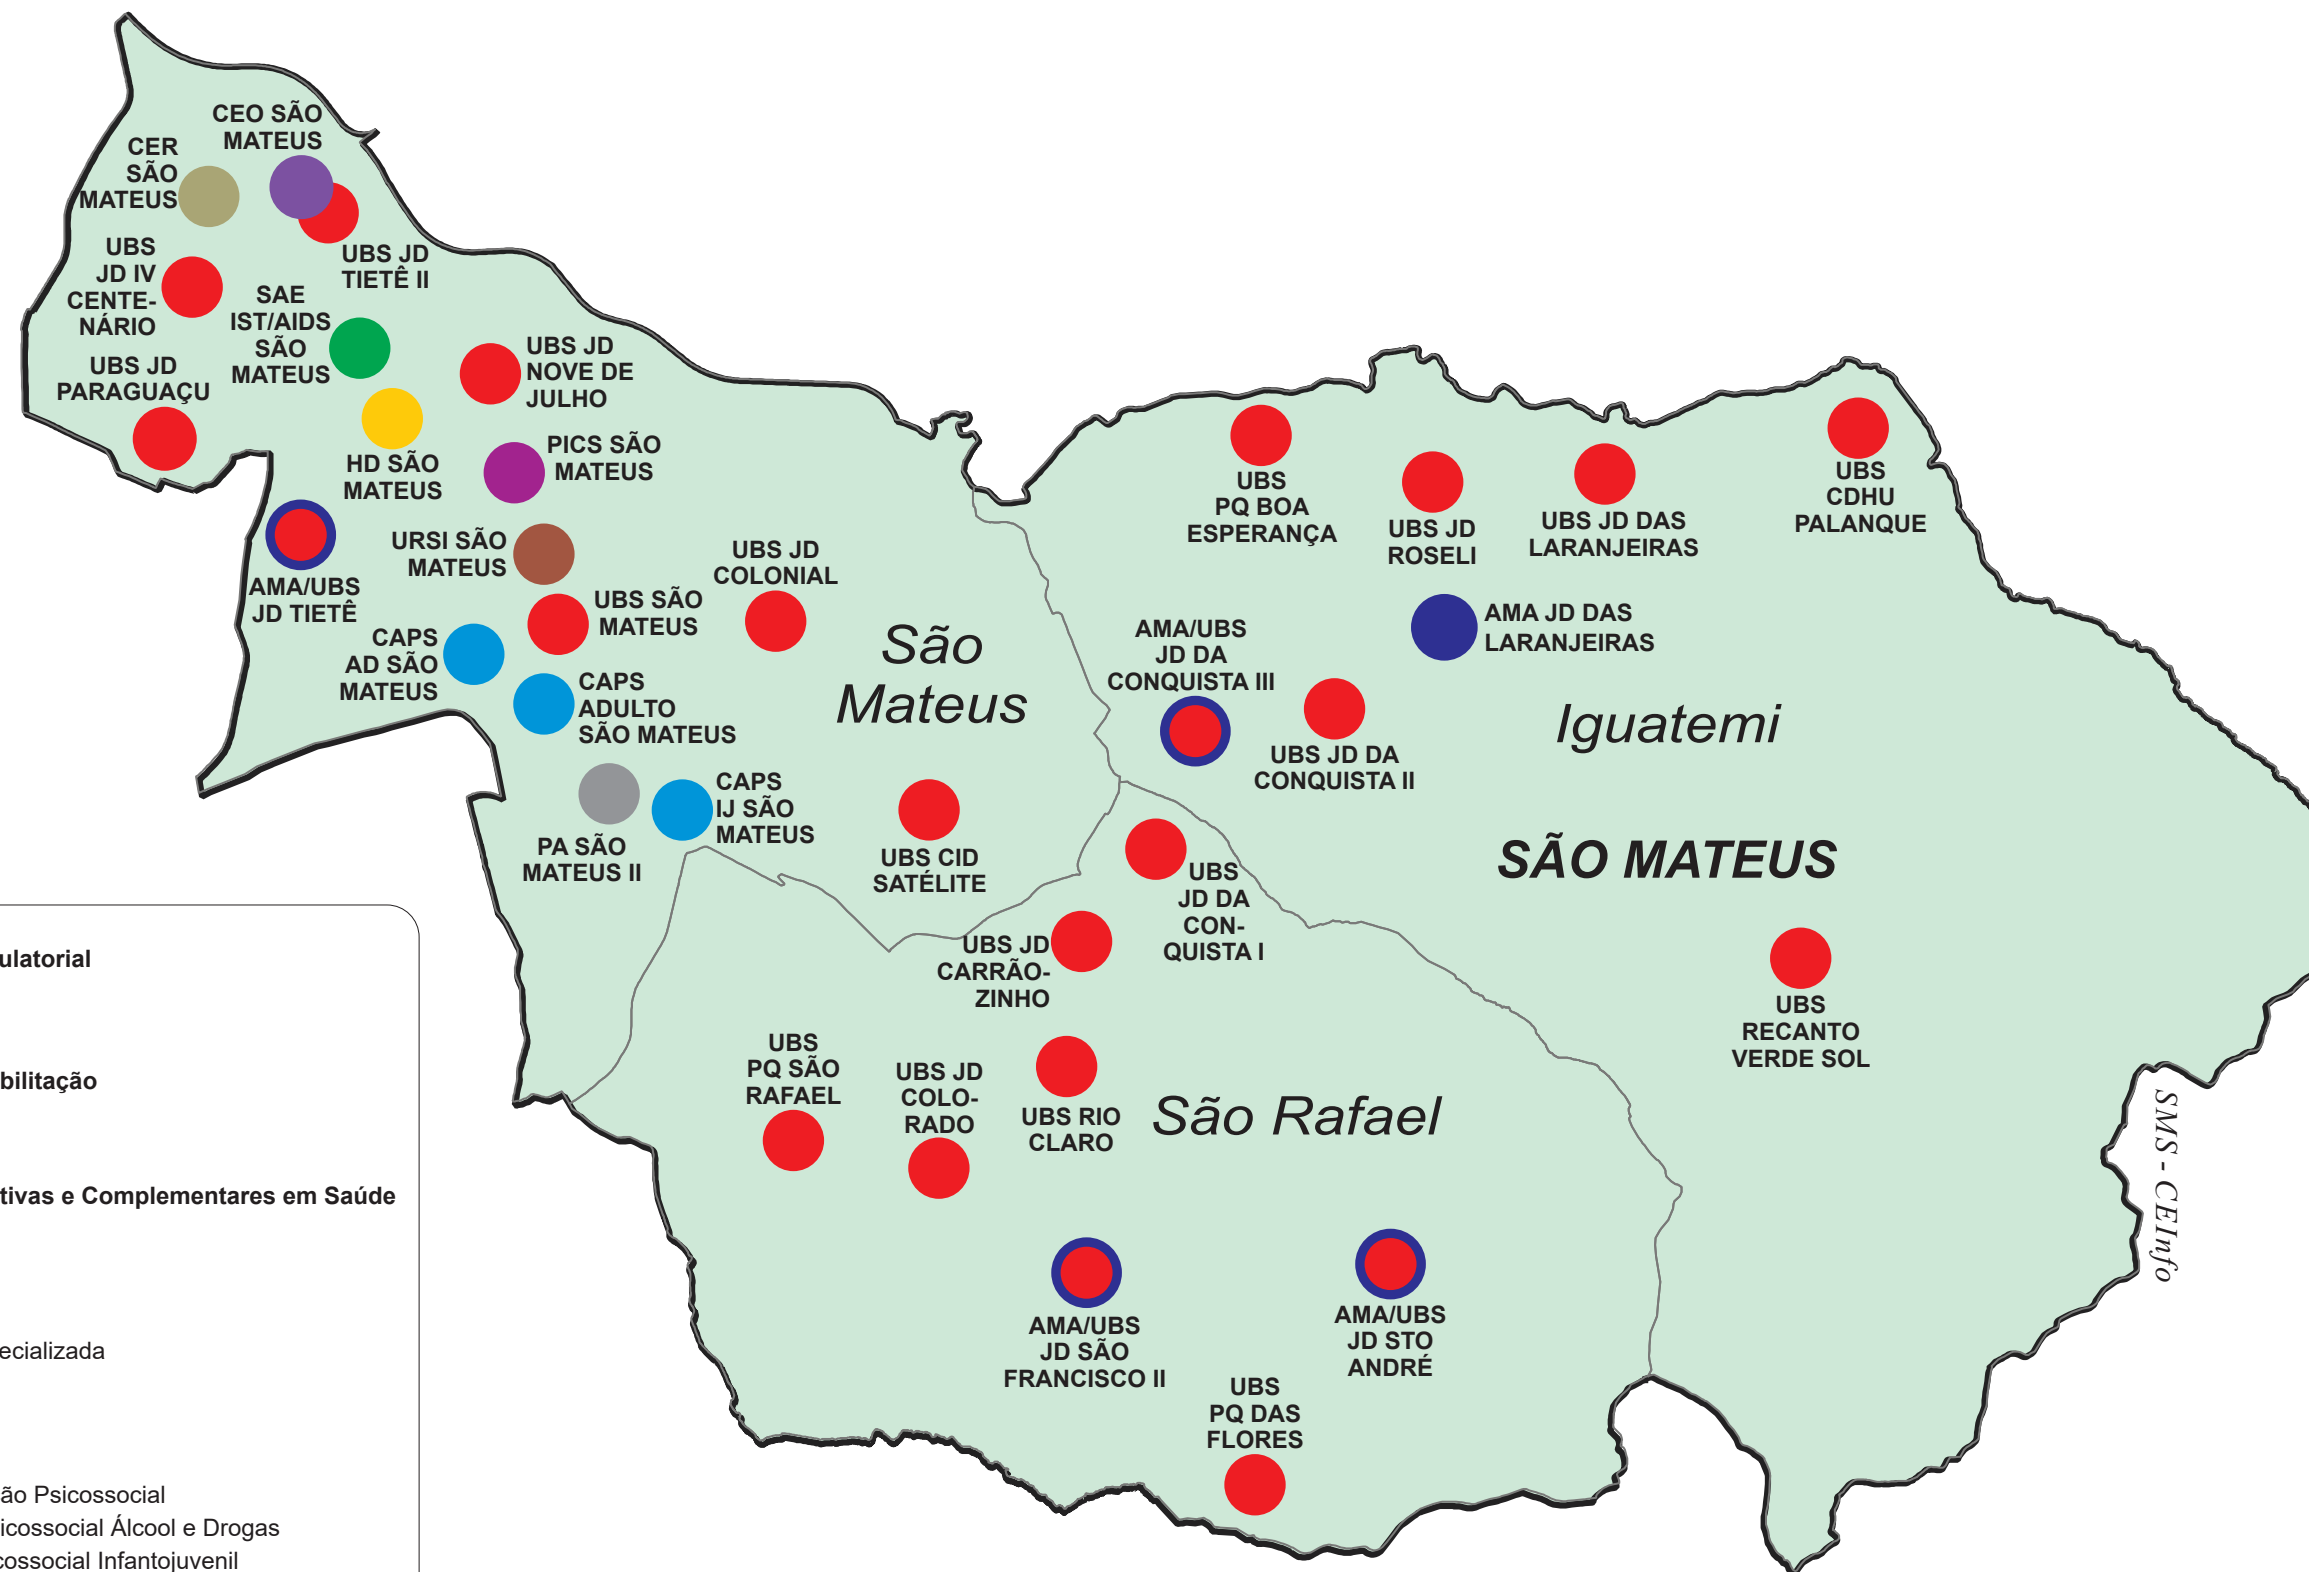 CEO SÃO
MATEUS
CER
SÃO
MATEUS
UBS JD
TIETÊ II
UBS
JD IV
CENTE-
NÁRIO
SAE
IST/AIDS
SÃO
MATEUS
UBS JD
PARAGUAÇU
UBS JD
NOVE DE
JULHO
HD SÃO
MATEUS
PICS SÃO
MATEUS
AMA/UBS
JD TIETÊ
URSI SÃO
MATEUS
UBS SÃO
MATEUS
UBS JD
COLONIAL
CAPS
AD SÃO
MATEUS
CAPS
ADULTO
SÃO MATEUS
São
Mateus
PA SÃO
MATEUS II
CAPS
IJ SÃO
MATEUS
UBS CID
SATÉLITE
UBS
PQ BOA
ESPERANÇA
UBS JD
ROSELI
UBS JD DAS
LARANJEIRAS
UBS
CDHU
PALANQUE
AMA JD DAS
LARANJEIRAS
AMA/UBS
JD DA
CONQUISTA III
UBS JD DA
CONQUISTA II
Iguatemi
SÃO MATEUS
UBS
JD DA
CON-
QUISTA I
UBS JD
CARRÃO-
ZINHO
UBS
RECANTO
VERDE SOL
UBS
PQ SÃO
RAFAEL
UBS JD
COLO-
RADO
UBS RIO
CLARO
São Rafael
AMA/UBS
JD SÃO
FRANCISCO II
AMA/UBS
JD STO
ANDRÉ
UBS
PQ DAS
FLORES
SMS - CEInfo
ulatorial
bilitação
tivas e Complementares em Saúde
ecializada
ão Psicossocial
icossocial Álcool e Drogas
cossocial Infantojuvenil